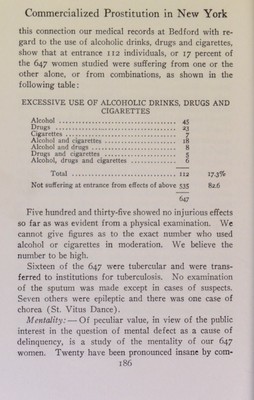 Commercialized Prostitution in New York
this connection our medical records at Bedford with re-
gard to the use of alcoholic drinks, drugs and cigarettes,
show that at entrance 112 individuals, or 17 percent of
the 647 women studied were suffering from one or the
other alone, or from combinations, as shown in the
following table:
EXCESSIVE USE OF ALCOHOLIC DRINKS, DRUGS AND
CIGARETTES
Alcohol .................................. 45
Drugs .................................... 23
Cigarettes ............................... 7
Alcohol and cigarettes ................... 18
Alcohol and drugs ........................ 8
Drugs and cigarettes ..................... 5
Alcohol, drugs and cigarettes ............ 6
Total .................................. 112 17.3%
Not suffering at entrance from effects of above 535 82.6
647
Five hundred and thirty-five showed no injurious effects
so far as was evident from a physical examination. We
cannot give figures as to the exact number who used
alcohol or cigarettes in moderation. We believe the
number to be high.
Sixteen of the 647 were tubercular and were trans-
ferred to institutions for tuberculosis. No examination
of the sputum was made except in cases of suspects.
Seven others were epileptic and there was one case of
chorea (St. Vitus Dance).
Mentality:—Of peculiar value, in view of the public
interest in the question of mental defect as a cause of
delinquency, is a study of the mentality of our 647
women. Twenty have been pronounced insane by com-
186